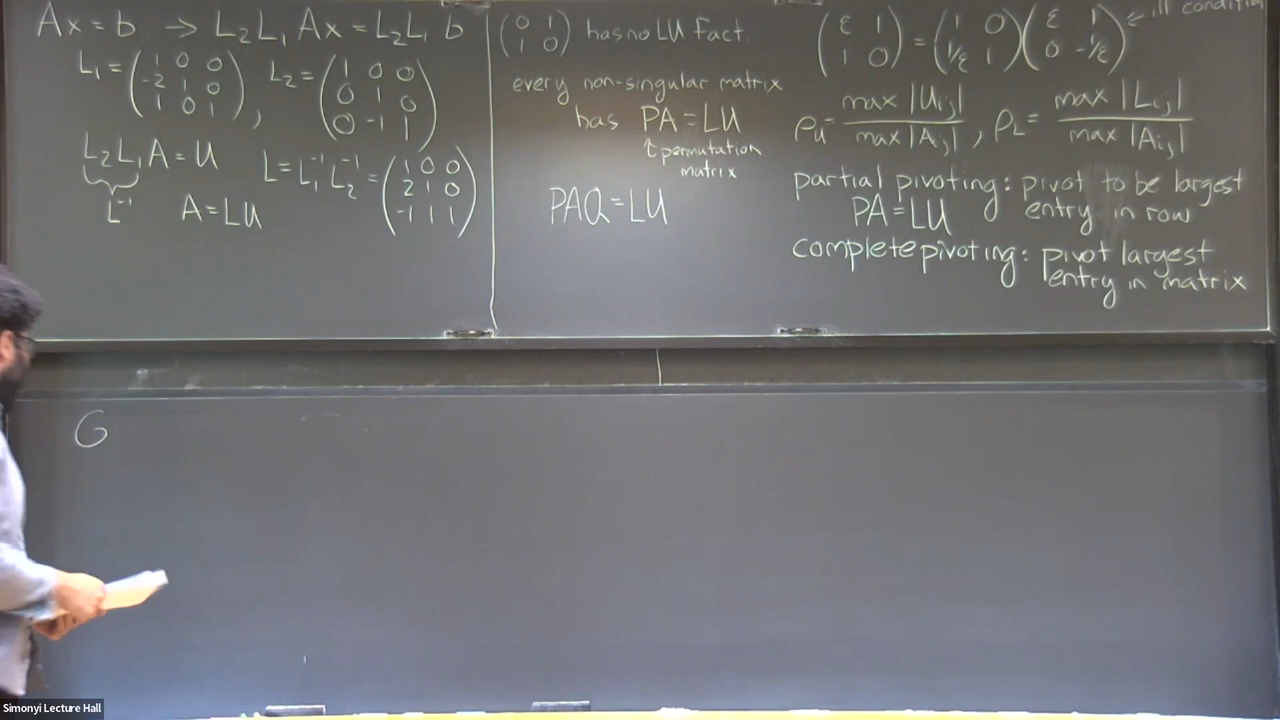 Ax = b → L₂L₁ Ax = L₂L₁ b
L₁ = (1 0 0; -2 1 0; 1 0 1), L₂ = (1 0 0; 0 1 0; 0 -1 1)
L₂L₁A = U
L⁻¹
A = LU
L = L₁⁻¹ L₂⁻¹ = (1 0 0; 2 1 0; -1 1 1)
(0 1; 1 0) has no LU fact.
every non-singular matrix
has PA = LU
↑ permutation
matrix
PAQ = LU
(ε 1; 1 0) = (1 0; 1/ε 1)(ε 1; 0 -1/ε) ← ill condition
ρᵤ = max |Uᵢⱼ| / max |Aᵢⱼ| , ρ_L = max |Lᵢⱼ| / max |Aᵢⱼ|
partial pivoting: pivot to be largest
PA = LU entry in row
complete pivoting: pivot largest
entry in matrix
G
Simonyi Lecture Hall